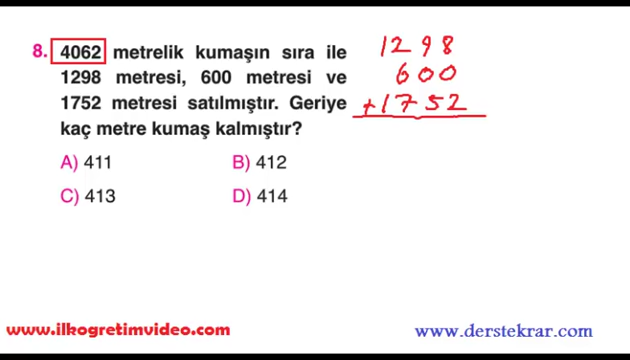 8. 4062 metrelik kumaşın sıra ile
1298 metresi, 600 metresi ve
1752 metresi satılmıştır. Geriye
kaç metre kumaş kalmıştır?
A) 411 B) 412
C) 413 D) 414
1298
600
+1752
www.ilkogretimvideo.com
www.derstekrar.com